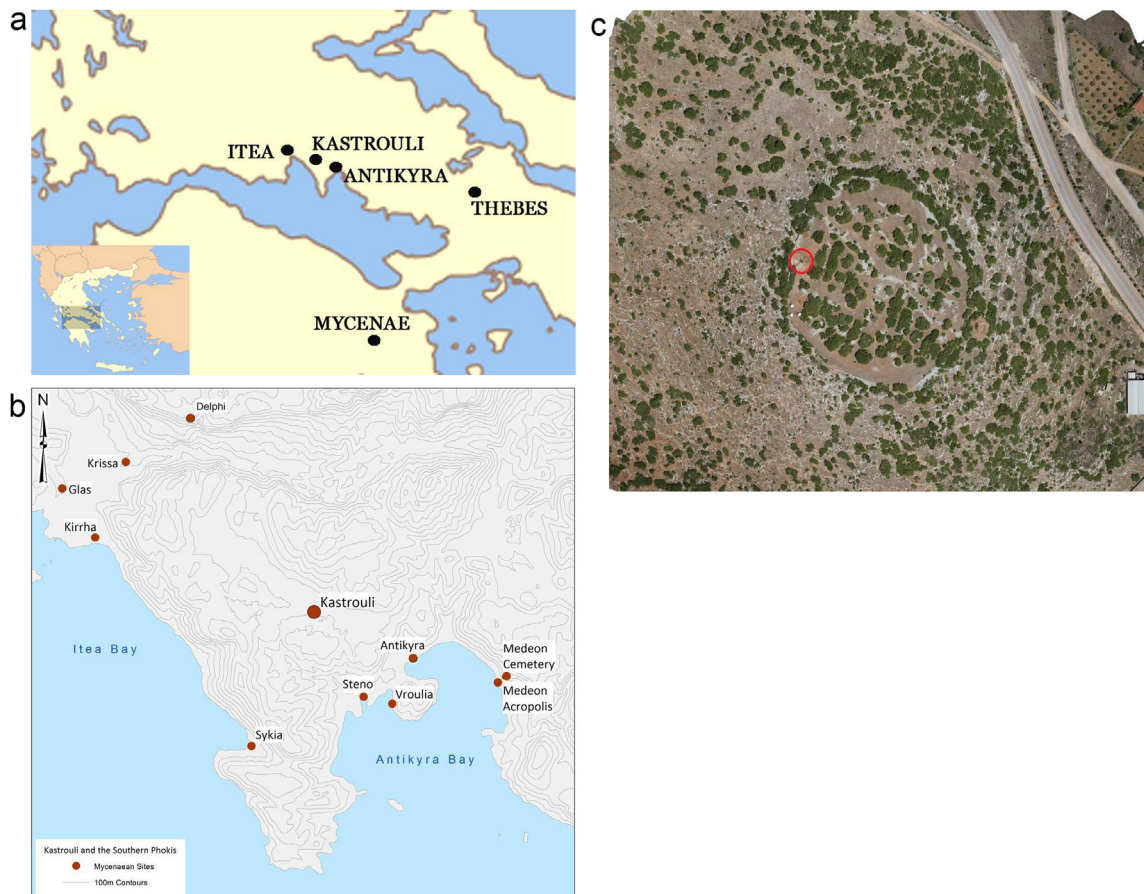 a
ITEA
KASTROULI
ANTIKYRA
THEBES
MYCENAE
b
N
Delphi
Krissa
Glas
Kirrha
Kastrouli
Itea Bay
Antikyra
Medeon
Cemetery
Medeon
Acropolis
Steno
Vroulia
Sykia
Antikyra Bay
Kastrouli and the Southern Phokis
Mycenaean Sites
100m Contours
c